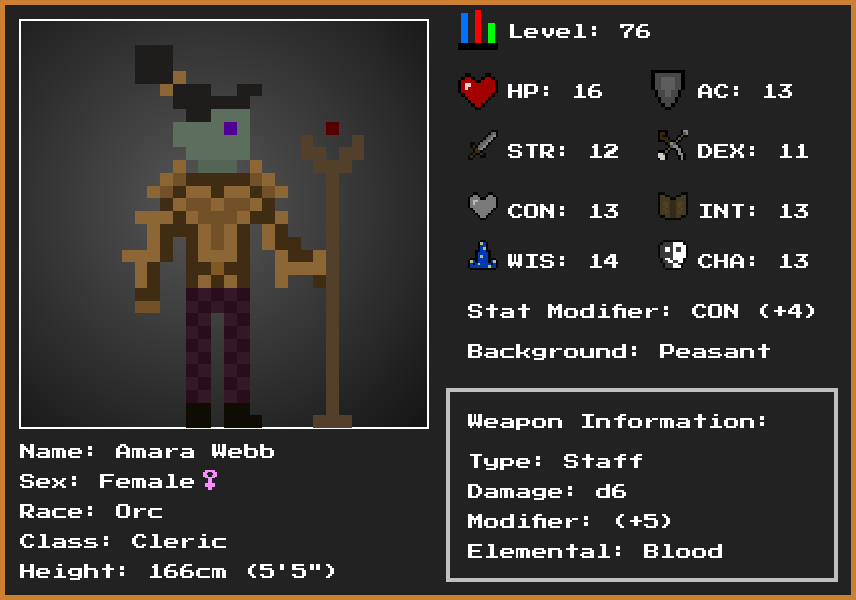 Level: 76
HP: 16 AC: 13
STR: 12 DEX: 11
CON: 13 INT: 13
WIS: 14 CHA: 13
Stat Modifier: CON (+4)
Background: Peasant
Weapon Information:
Type: Staff
Damage: d6
Modifier: (+5)
Elemental: Blood
Name: Amara Webb
Sex: Female♀
Race: Orc
Class: Cleric
Height: 166cm (5'5")